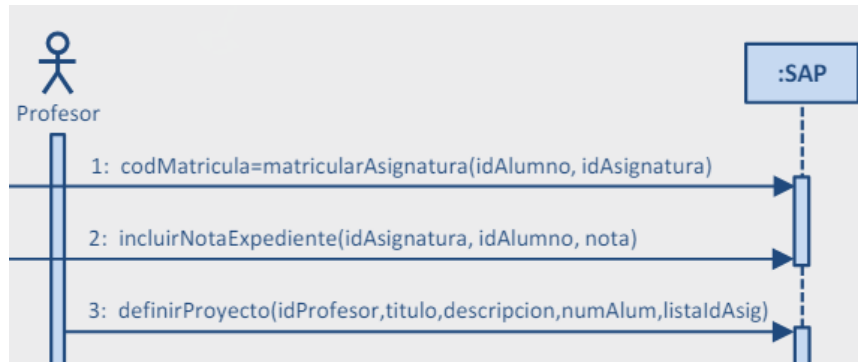 :SAP
Profesor
1: codMatricula=matricularAsignatura(idAlumno, idAsignatura)
2: incluirNotaExpediente(idAsignatura, idAlumno, nota)
3: definirProyecto(idProfesor,titulo,descripcion,numAlum,listaIdAsig)